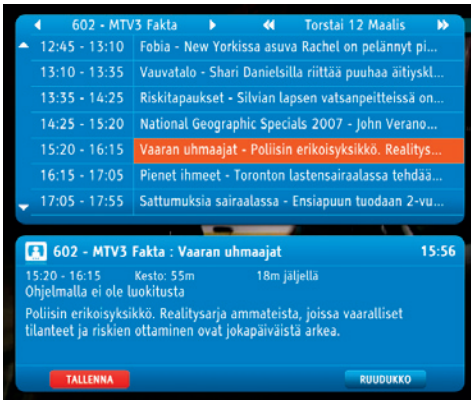 602 - MTV3 Fakta Torstai 12 Maalis
12:45 - 13:10 Fobia - New Yorkissa asuva Rachel on pelännyt pi...
13:10 - 13:35 Vauvatalo - Shari Danielsilla riittää puuhaa äitiyskl...
13:35 - 14:25 Riskitapaukset - Silvian lapsen vatsanpeitteissä on...
14:25 - 15:20 National Geographic Specials 2007 - John Verano...
15:20 - 16:15 Vaaran uhmaajat - Poliisin erikoisyksikkö. Realitys...
16:15 - 17:05 Pienet ihmeet - Toronton lastensairaalassa tehdää...
17:05 - 17:55 Sattumuksia sairaalassa - Ensiapuun tuodaan 2-vu...
602 - MTV3 Fakta : Vaaran uhmaajat 15:56
15:20 - 16:15 Kesto: 55m 18m jäljellä
Ohjelmalla ei ole luokitusta
Poliisin erikoisyksikkö. Realitysarja ammateista, joissa vaaralliset
tilanteet ja riskien ottaminen ovat jokapäiväistä arkea.
TALLENNA RUUDUKKO